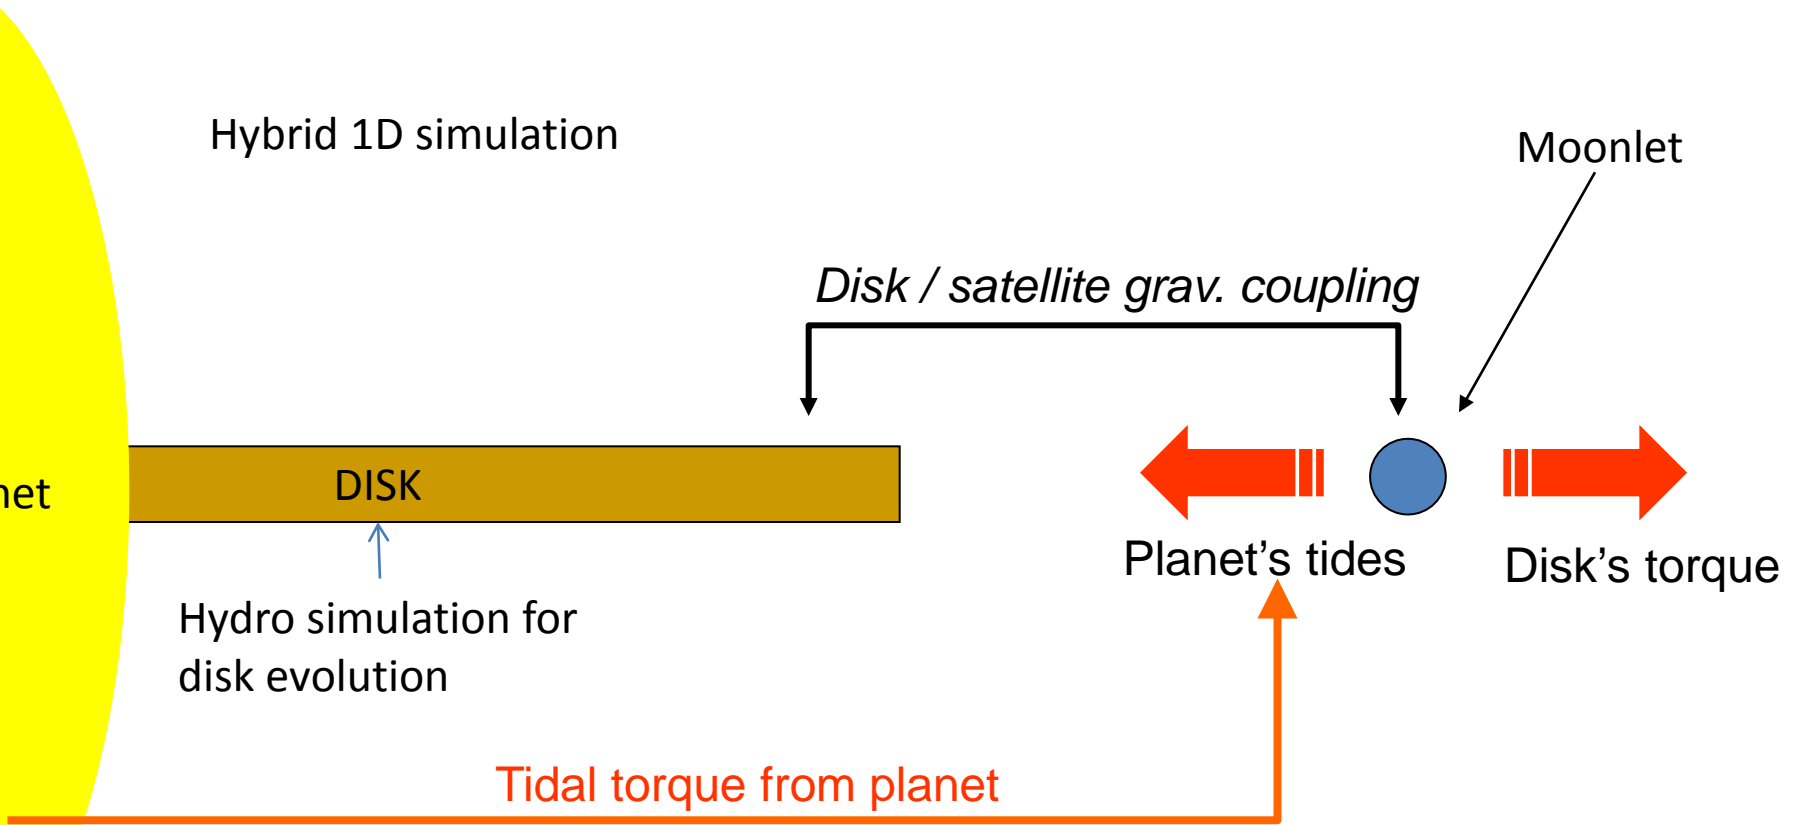 Hybrid 1D simulation
Moonlet
Disk / satellite grav. coupling
DISK
net
Planet's tides
Disk's torque
Hydro simulation for
disk evolution
Tidal torque from planet